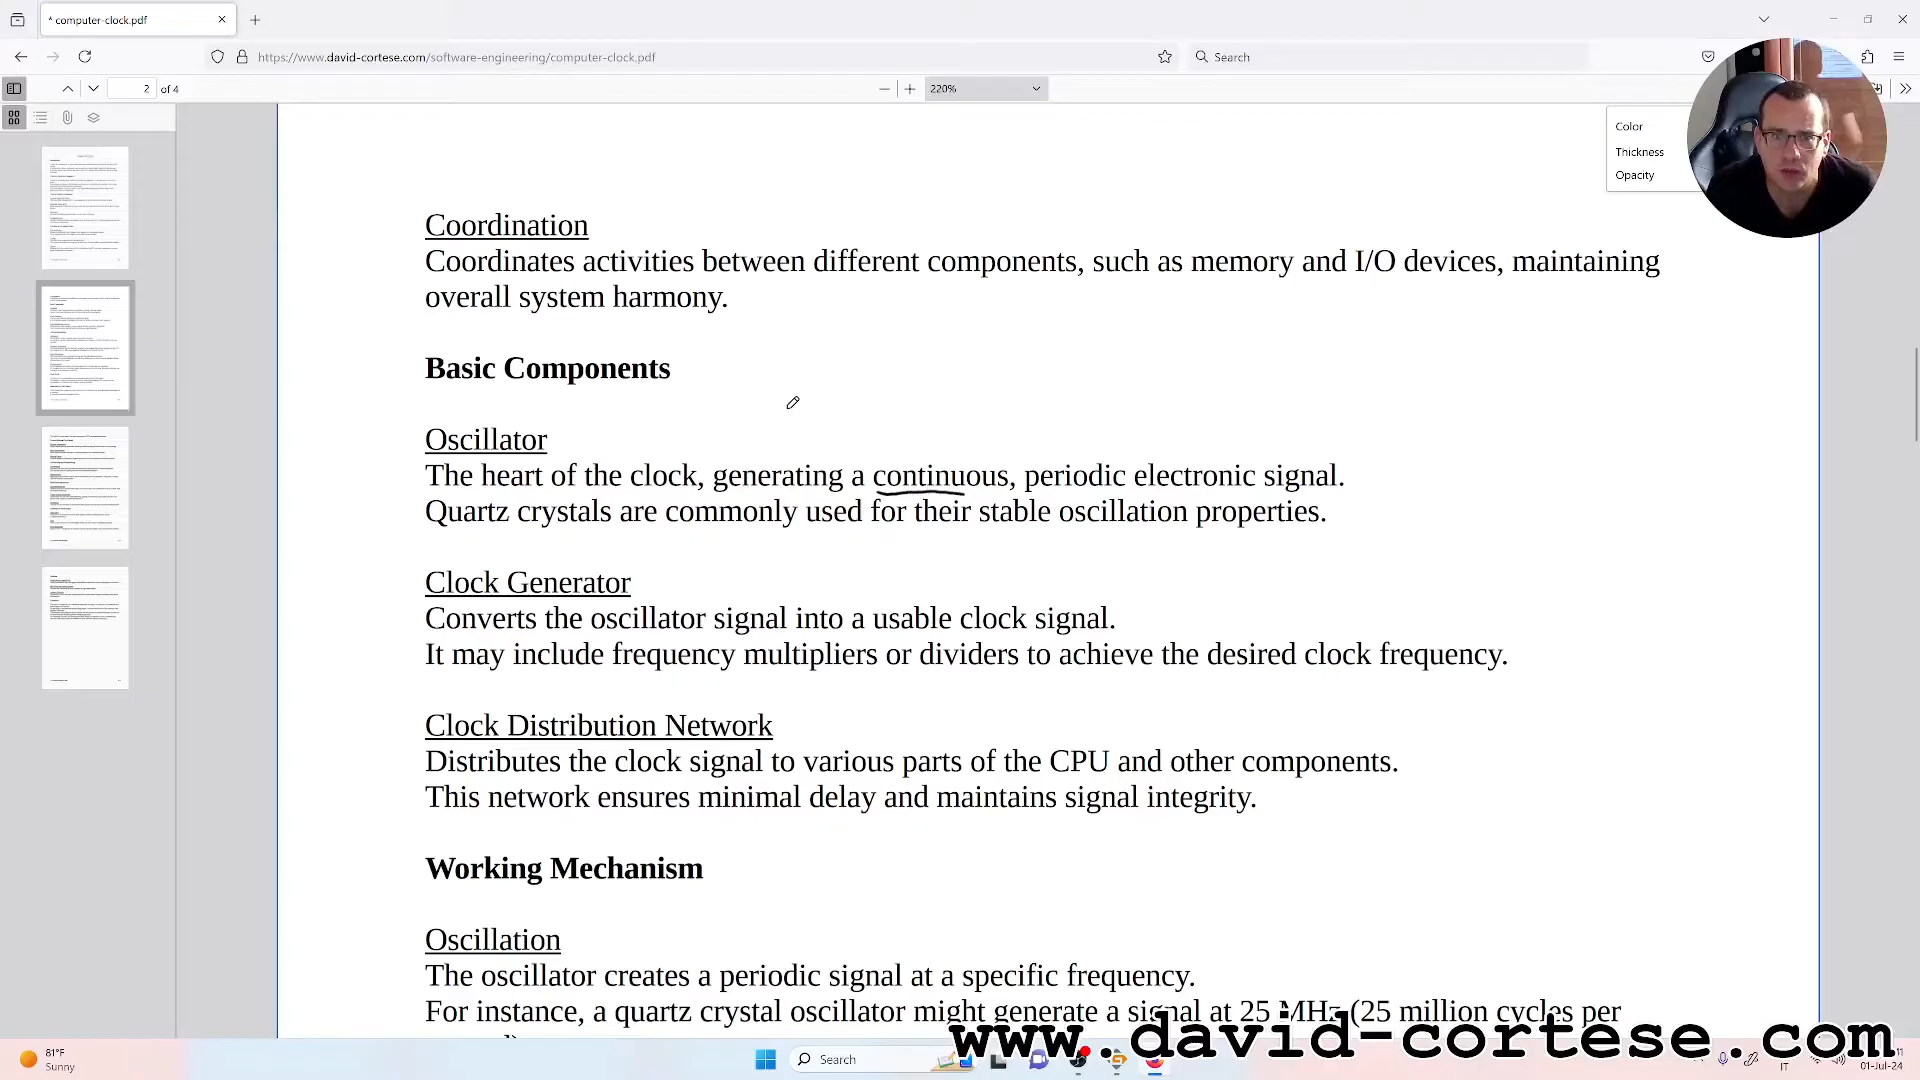 * computer-clock.pdf
https://www.david-cortese.com/software-engineering/computer-clock.pdf
Search
2 of 4
220%
Color
Thickness
Opacity
Coordination
Coordinates activities between different components, such as memory and I/O devices, maintaining
overall system harmony.
Basic Components
Oscillator
The heart of the clock, generating a continuous, periodic electronic signal.
Quartz crystals are commonly used for their stable oscillation properties.
Clock Generator
Converts the oscillator signal into a usable clock signal.
It may include frequency multipliers or dividers to achieve the desired clock frequency.
Clock Distribution Network
Distributes the clock signal to various parts of the CPU and other components.
This network ensures minimal delay and maintains signal integrity.
Working Mechanism
Oscillation
The oscillator creates a periodic signal at a specific frequency.
For instance, a quartz crystal oscillator might generate a signal at 25 MHz (25 million cycles per
www.david-cortese.com
81°F
Sunny
Search
IT
01-Jul-24